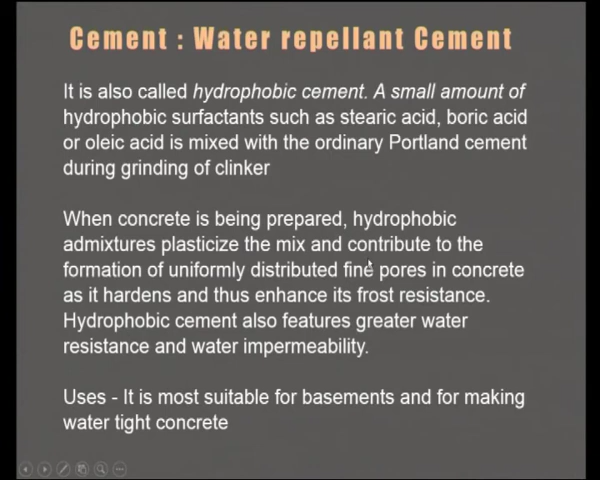 Cement : Water repellant Cement
It is also called hydrophobic cement. A small amount of
hydrophobic surfactants such as stearic acid, boric acid
or oleic acid is mixed with the ordinary Portland cement
during grinding of clinker
When concrete is being prepared, hydrophobic
admixtures plasticize the mix and contribute to the
formation of uniformly distributed fine pores in concrete
as it hardens and thus enhance its frost resistance.
Hydrophobic cement also features greater water
resistance and water impermeability.
Uses - It is most suitable for basements and for making
water tight concrete